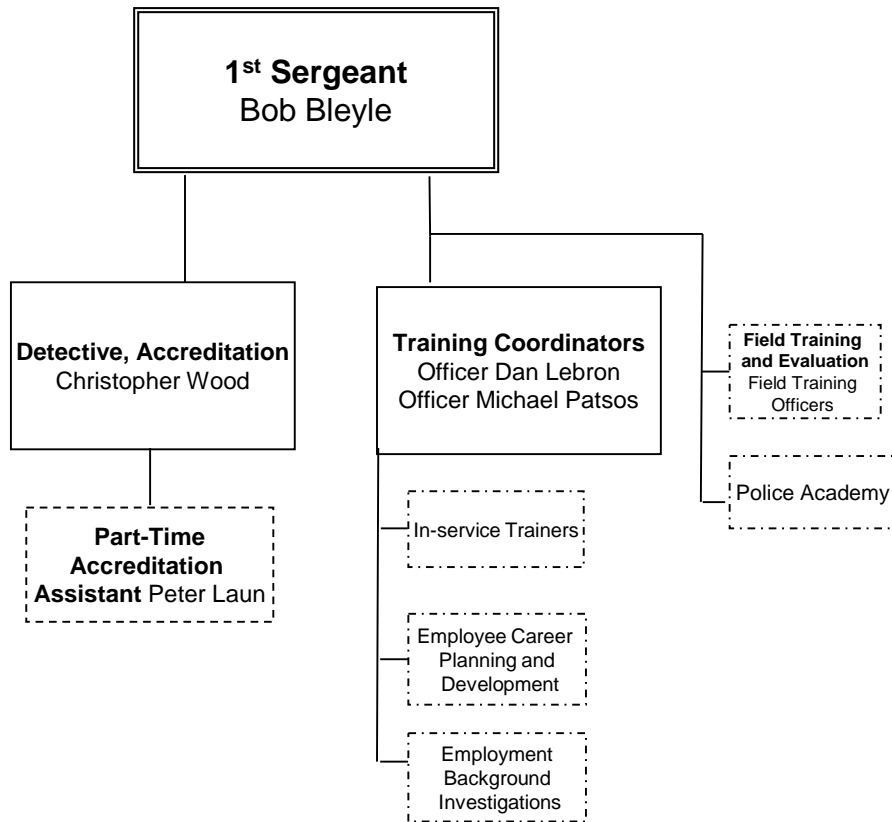 1st Sergeant
Bob Bleyle
Detective, Accreditation
Christopher Wood
Part-Time
Accreditation
Assistant Peter Laun
Training Coordinators
Officer Dan Lebron
Officer Michael Patsos
In-service Trainers
Employee Career
Planning and
Development
Employment
Background
Investigations
Field Training
and Evaluation
Field Training
Officers
Police Academy